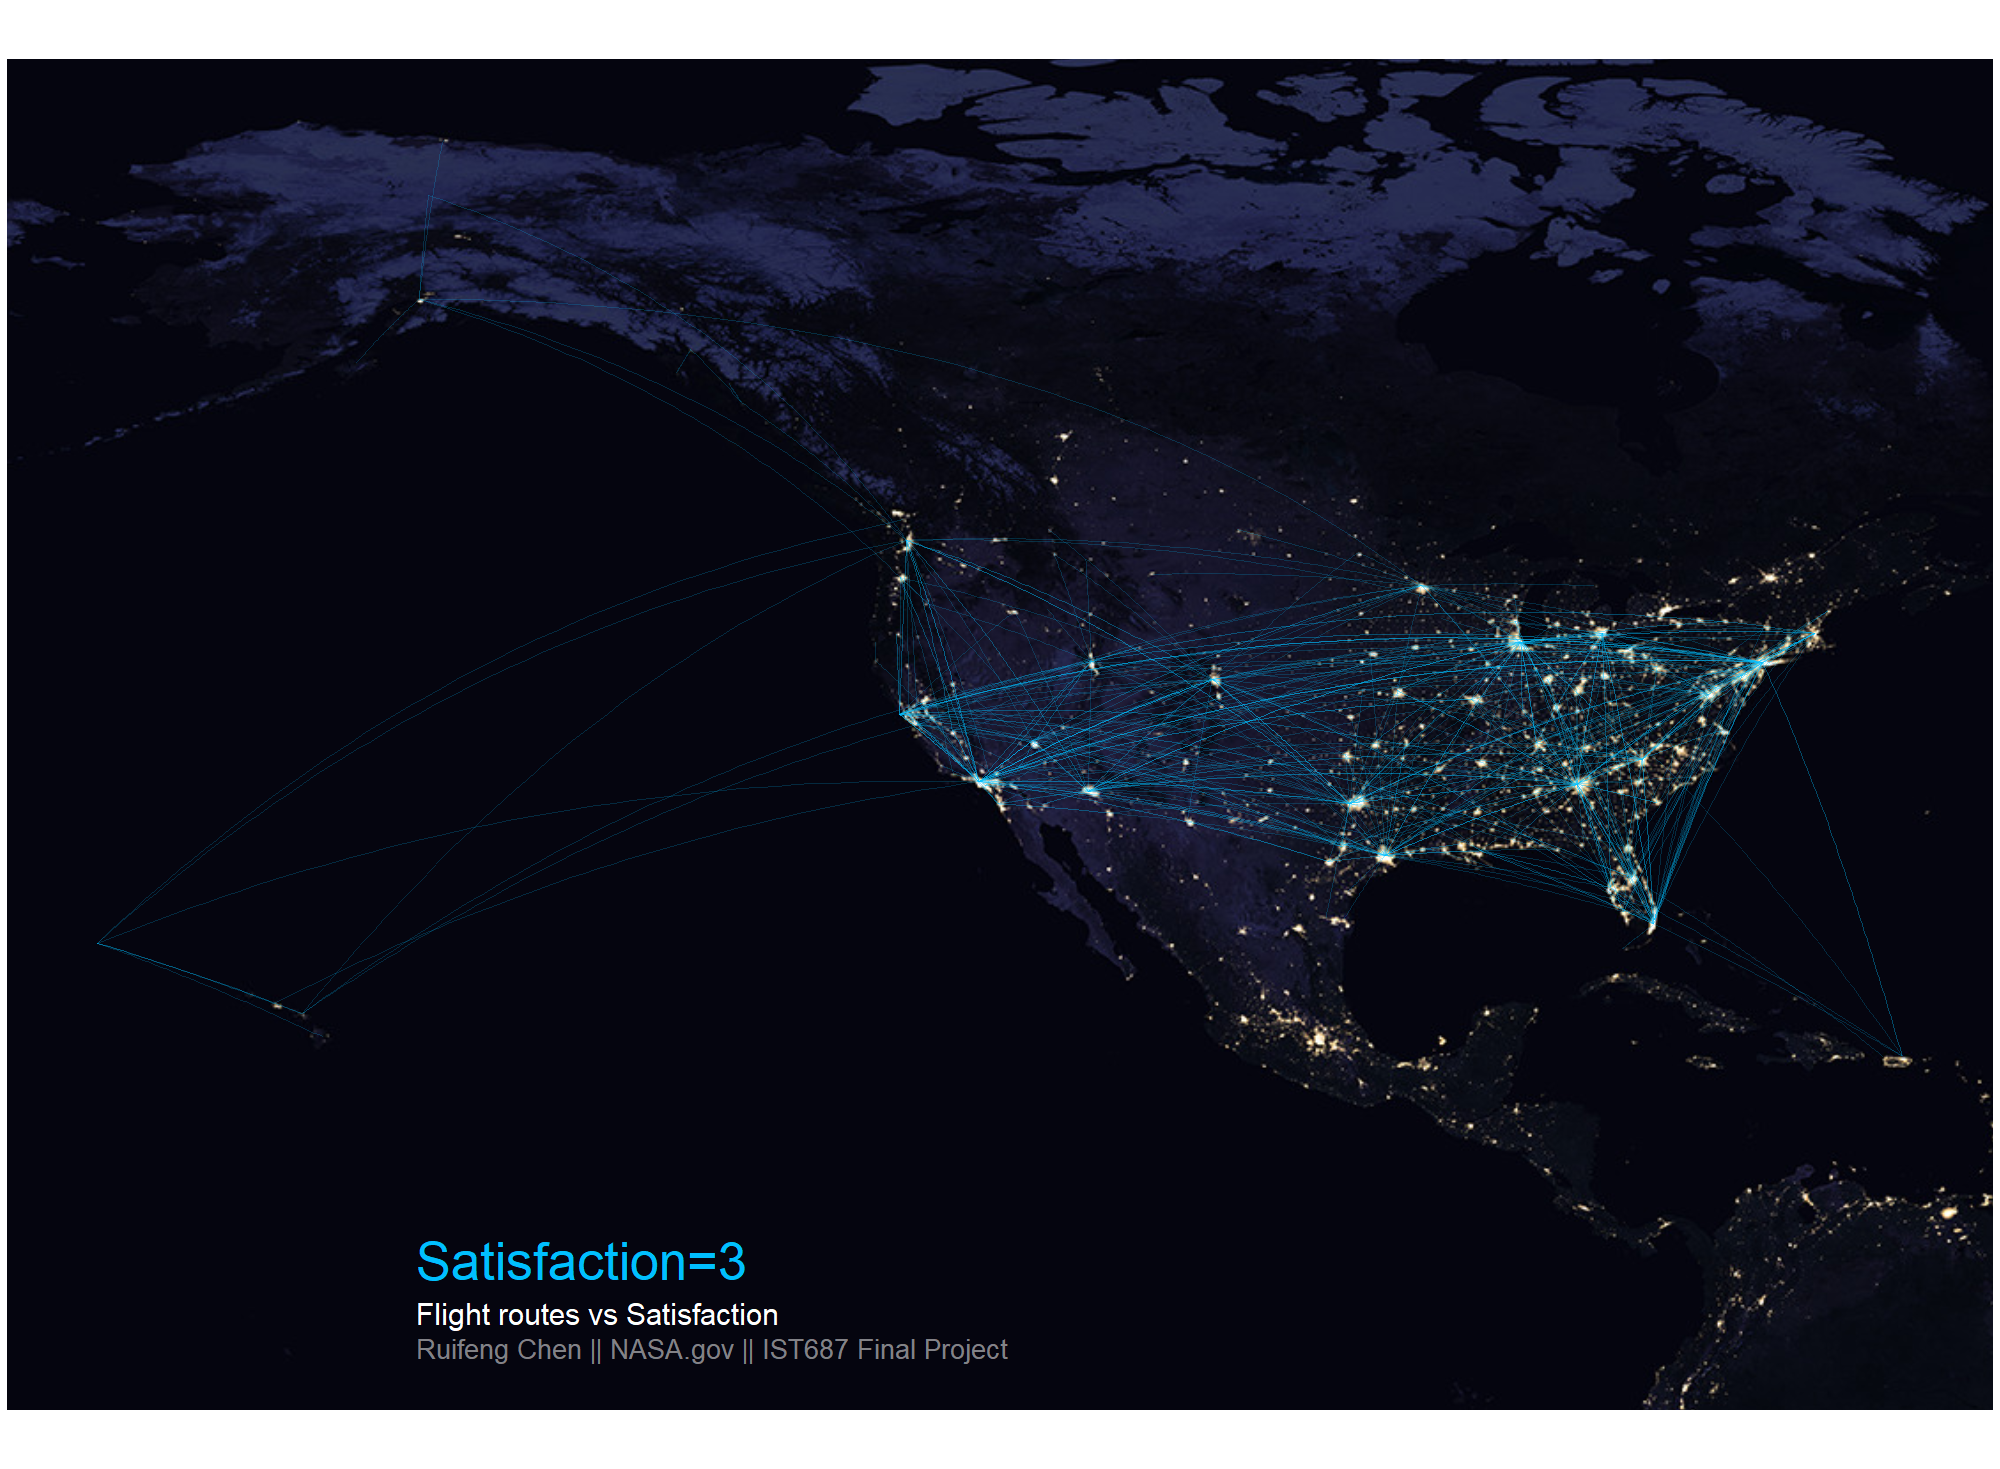 Satisfaction=3
Flight routes vs Satisfaction
Ruifeng Chen || NASA.gov || IST687 Final Project